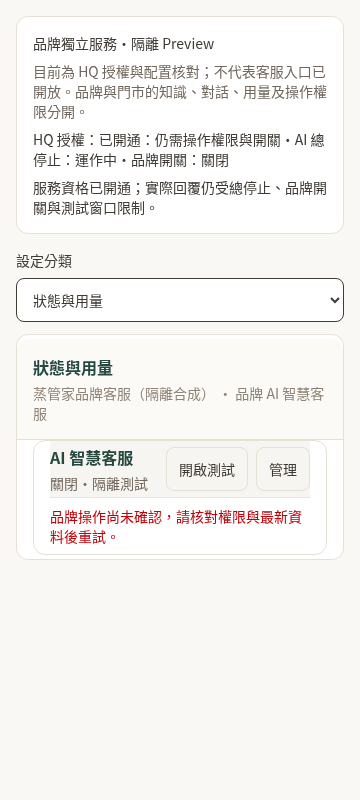 品牌獨立服務・隔離 Preview
目前為 HQ 授權與配置核對；不代表客服入口已
開放。品牌與門市的知識、對話、用量及操作權
限分開。
HQ 授權：已開通：仍需操作權限與開關・AI 總
停止：運作中・品牌開關：關閉
服務資格已開通；實際回覆仍受總停止、品牌開
關與測試窗口限制。
設定分類
狀態與用量
狀態與用量
蒸管家品牌客服（隔離合成） · 品牌 AI 智慧客
服
AI 智慧客服
關閉・隔離測試
開啟測試
管理
品牌操作尚未確認，請核對權限與最新資
料後重試。